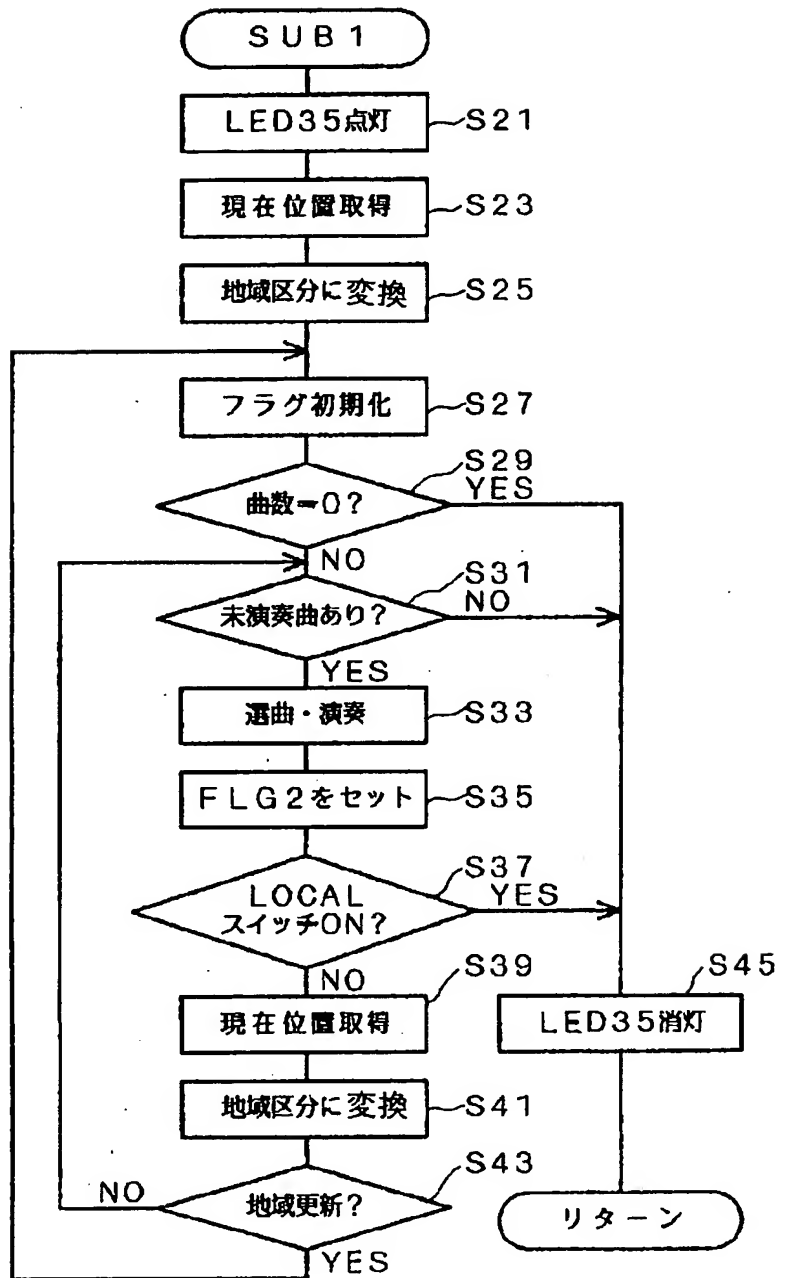 SUB1
LED35点灯
S21
現在位置取得
S23
地域区分に変換
S25
フラグ初期化
S27
S29
曲数=0?
YES
NO
S31
未演奏曲あり?
NO
YES
選曲・演奏
S33
FLG2をセット
S35
S37
LOCAL
スイッチON?
YES
NO
S39
現在位置取得
S45
LED35消灯
地域区分に変換
S41
S43
地域更新?
NO
YES
リターン